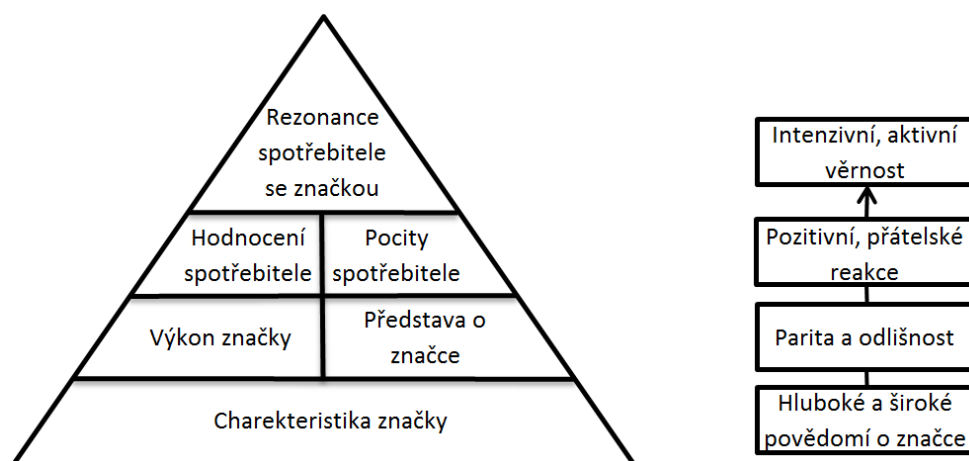 Rezonance
spotřebitele
se značkou
Hodnocení
spotřebitele
Pocity
spotřebitele
Výkon značky
Představa o
značce
Charekteristika značky
Intenzivní, aktivní
věrnost
Pozitivní, přátelské
reakce
Parita a odlišnost
Hluboké a široké
povědomí o značce